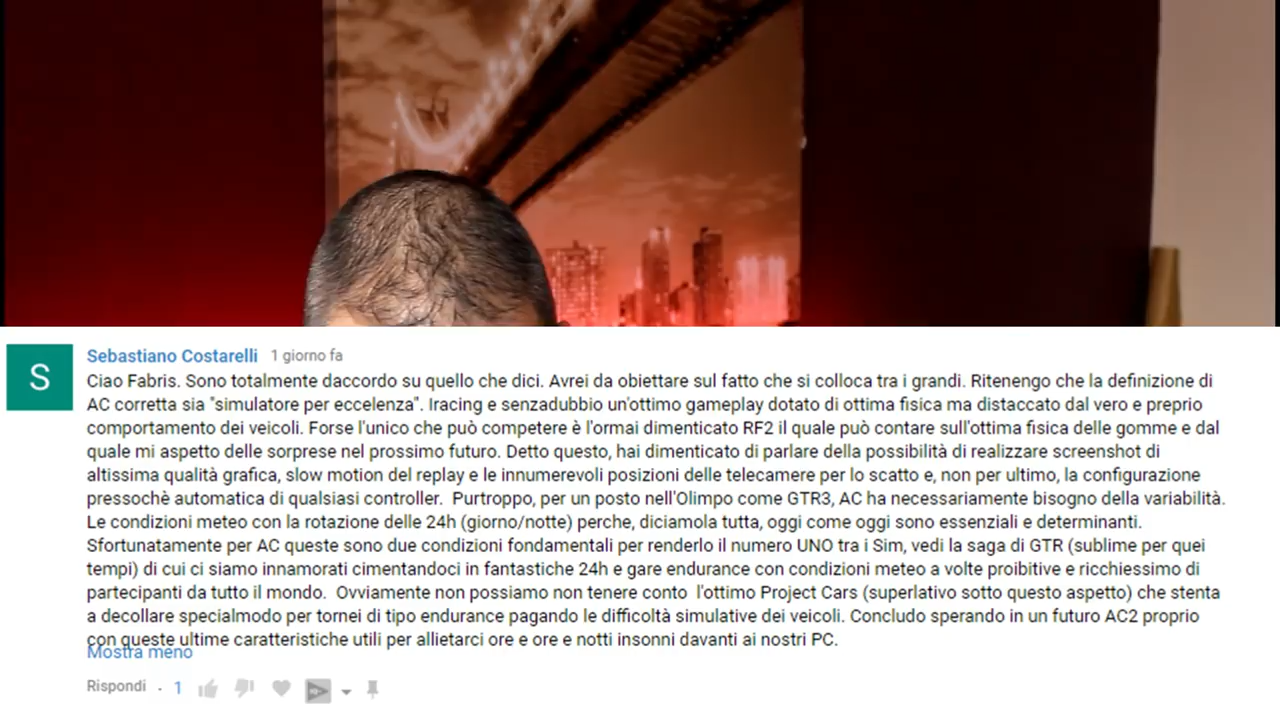 S
Sebastiano Costarelli 1 giorno fa
Ciao Fabris. Sono totalmente daccordo su quello che dici. Avrei da obiettare sul fatto che si colloca tra i grandi. Ritenengo che la definizione di
AC corretta sia "simulatore per eccelenza". Iracing e senzadubbio un'ottimo gameplay dotato di ottima fisica ma distaccato dal vero e preprio
comportamento dei veicoli. Forse l'unico che può competere è l'ormai dimenticato RF2 il quale può contare sull'ottima fisica delle gomme e dal
quale mi aspetto delle sorprese nel prossimo futuro. Detto questo, hai dimenticato di parlare della possibilità di realizzare screenshot di
altissima qualità grafica, slow motion del replay e le innumerevoli posizioni delle telecamere per lo scatto e, non per ultimo, la configurazione
pressochè automatica di qualsiasi controller. Purtroppo, per un posto nell'Olimpo come GTR3, AC ha necessariamente bisogno della variabilità.
Le condizioni meteo con la rotazione delle 24h (giorno/notte) perche, diciamola tutta, oggi come oggi sono essenziali e determinanti.
Sfortunatamente per AC queste sono due condizioni fondamentali per renderlo il numero UNO tra i Sim, vedi la saga di GTR (sublime per quei
tempi) di cui ci siamo innamorati cimentandoci in fantastiche 24h e gare endurance con condizioni meteo a volte proibitive e ricchiessimo di
partecipanti da tutto il mondo. Ovviamente non possiamo non tenere conto l'ottimo Project Cars (superlativo sotto questo aspetto) che stenta
a decollare specialmodo per tornei di tipo endurance pagando le difficoltà simulative dei veicoli. Concludo sperando in un futuro AC2 proprio
con queste ultime caratteristiche utili per allietarci ore e ore e notti insonni davanti ai nostri PC.
Mostra meno
Rispondi · 1